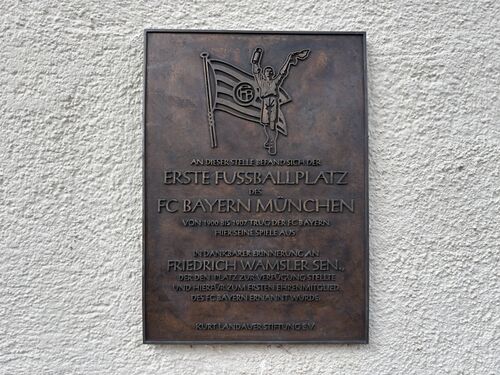 FCB
AN DIESER STELLE BEFAND SICH DER
ERSTE FUSSBALLPLATZ
DES
FC BAYERN MÜNCHEN
VON 1900 BIS 1907 TRUG DER FC BAYERN
HIER SEINE SPIELE AUS
IN DANKBARER ERINNERUNG AN
FRIEDRICH WAMSLER SEN.,
DER DEN PLATZ ZUR VERFÜGUNG STELLTE
UND HIERFÜR ZUM ERSTEN EHRENMITGLIED
DES FC BAYERN ERNANNT WURDE
KURT LANDAUER STIFTUNG E.V.